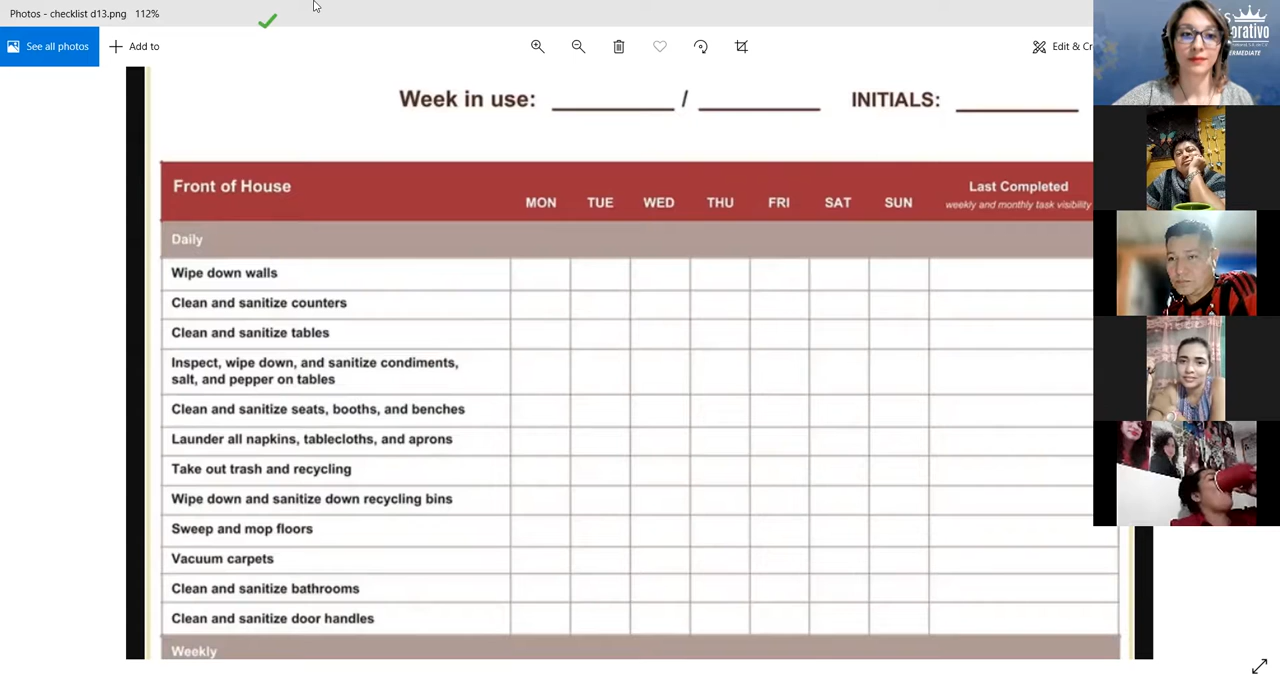 Photos - checklist d13.png 112%
See all photos
Add to
Edit & Cr
Week in use: / INITIALS:
Front of House
MON TUE WED THU FRI SAT SUN
Last Completed
weekly and monthly task visibility
Daily
Wipe down walls
Clean and sanitize counters
Clean and sanitize tables
Inspect, wipe down, and sanitize condiments,
salt, and pepper on tables
Clean and sanitize seats, booths, and benches
Launder all napkins, tablecloths, and aprons
Take out trash and recycling
Wipe down and sanitize down recycling bins
Sweep and mop floors
Vacuum carpets
Clean and sanitize bathrooms
Clean and sanitize door handles
Weekly
orativo
ERMEDIATE